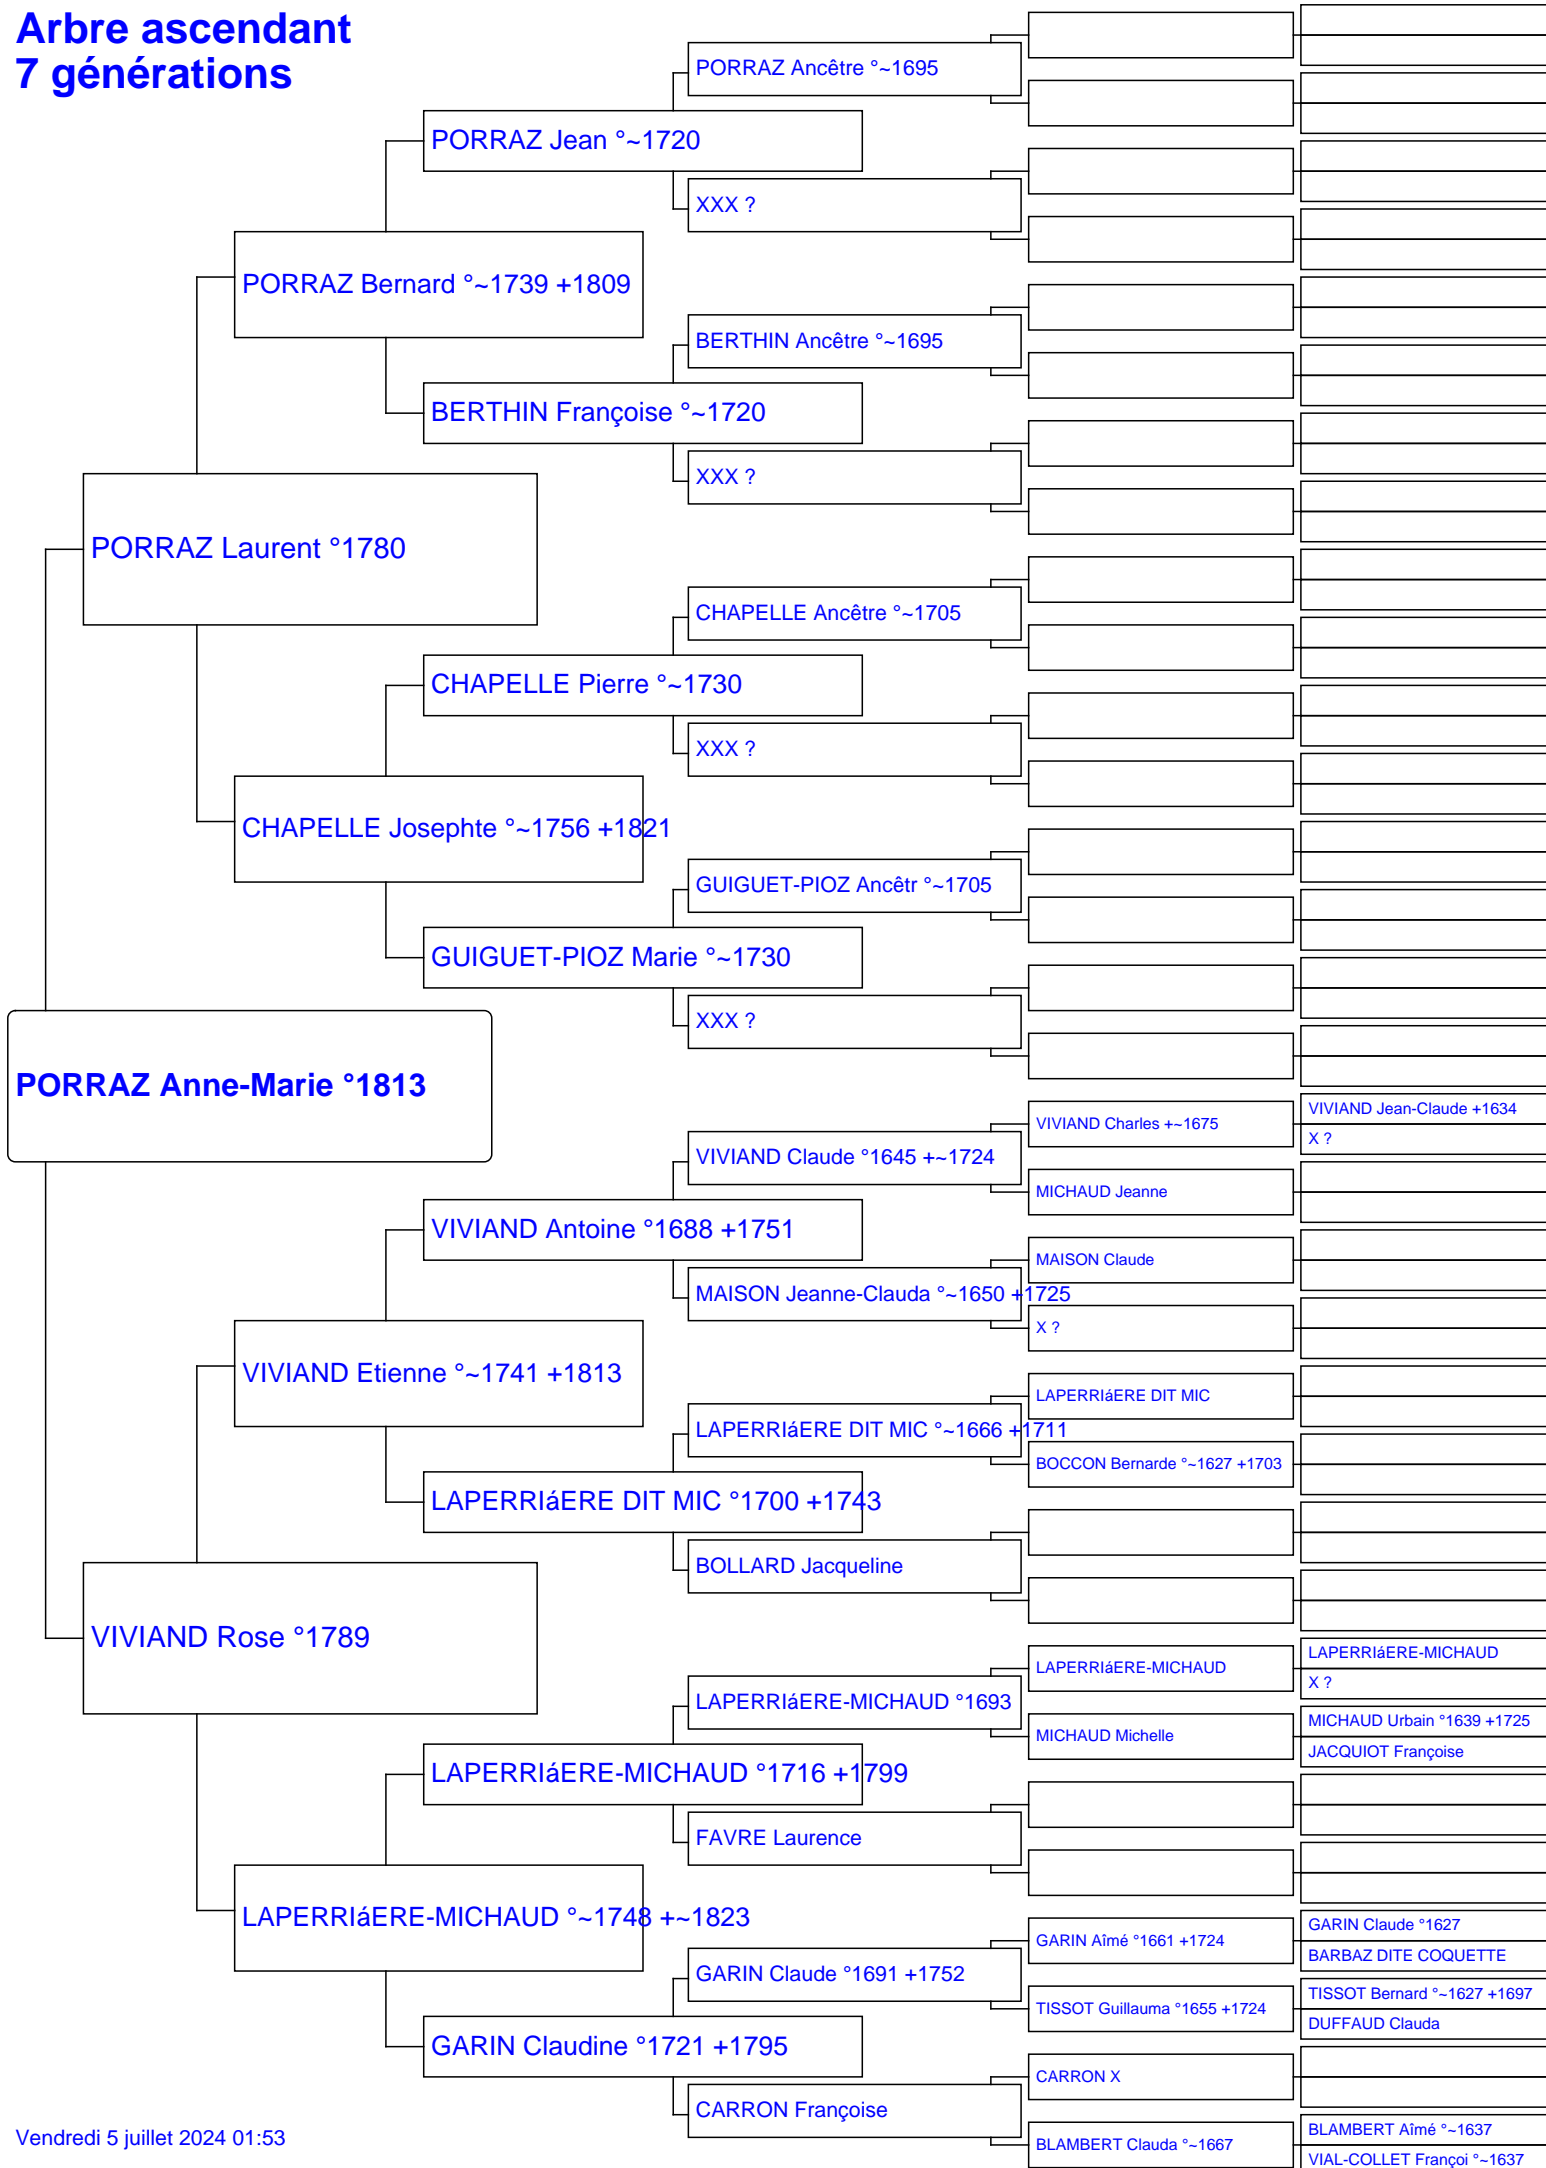 Arbre ascendant
7 générations
PORRAZ Ancêtre °~1695
PORRAZ Jean °~1720
XXX ?
PORRAZ Bernard °~1739 +1809
BERTHIN Ancêtre °~1695
BERTHIN Françoise °~1720
XXX ?
PORRAZ Laurent °1780
CHAPELLE Ancêtre °~1705
CHAPELLE Pierre °~1730
XXX ?
CHAPELLE Josephte °~1756 +1821
GUIGUET-PIOZ Ancêtr °~1705
GUIGUET-PIOZ Marie °~1730
XXX ?
PORRAZ Anne-Marie °1813
VIVIAND Jean-Claude +1634
VIVIAND Charles +~1675
X ?
VIVIAND Claude °1645 +~1724
MICHAUD Jeanne
VIVIAND Antoine °1688 +1751
MAISON Claude
MAISON Jeanne-Clauda °~1650 +1725
X ?
VIVIAND Etienne °~1741 +1813
LAPERRIáERE DIT MIC
LAPERRIáERE DIT MIC °~1666 +1711
BOCCON Bernarde °~1627 +1703
LAPERRIáERE DIT MIC °1700 +1743
BOLLARD Jacqueline
VIVIAND Rose °1789
LAPERRIáERE-MICHAUD
LAPERRIáERE-MICHAUD
X ?
LAPERRIáERE-MICHAUD °1693
MICHAUD Urbain °1639 +1725
MICHAUD Michelle
JACQUIOT Françoise
LAPERRIáERE-MICHAUD °1716 +1799
FAVRE Laurence
LAPERRIáERE-MICHAUD °~1748 +~1823
GARIN Claude °1627
GARIN Aîmé °1661 +1724
BARBAZ DITE COQUETTE
GARIN Claude °1691 +1752
TISSOT Bernard °~1627 +1697
TISSOT Guillauma °1655 +1724
DUFFAUD Clauda
GARIN Claudine °1721 +1795
CARRON X
CARRON Françoise
BLAMBERT Aîmé °~1637
BLAMBERT Clauda °~1667
VIAL-COLLET Françoi °~1637
Vendredi 5 juillet 2024 01:53